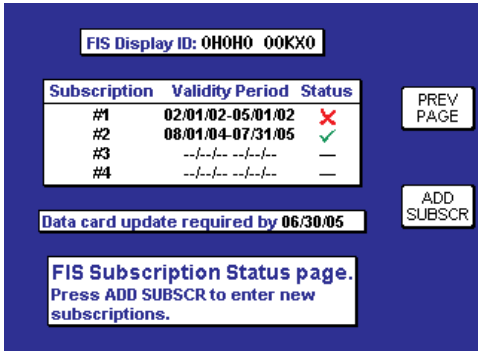 FIS Display ID: 0H0H0 00KX0
Subscription Validity Period Status
#1 02/01/02-05/01/02 ✗
#2 08/01/04-07/31/05 ✓
#3 --/--/-- --/--/-- —
#4 --/--/-- --/--/-- —
PREV
PAGE
ADD
SUBSCR
Data card update required by 06/30/05
FIS Subscription Status page.
Press ADD SUBSCR to enter new
subscriptions.